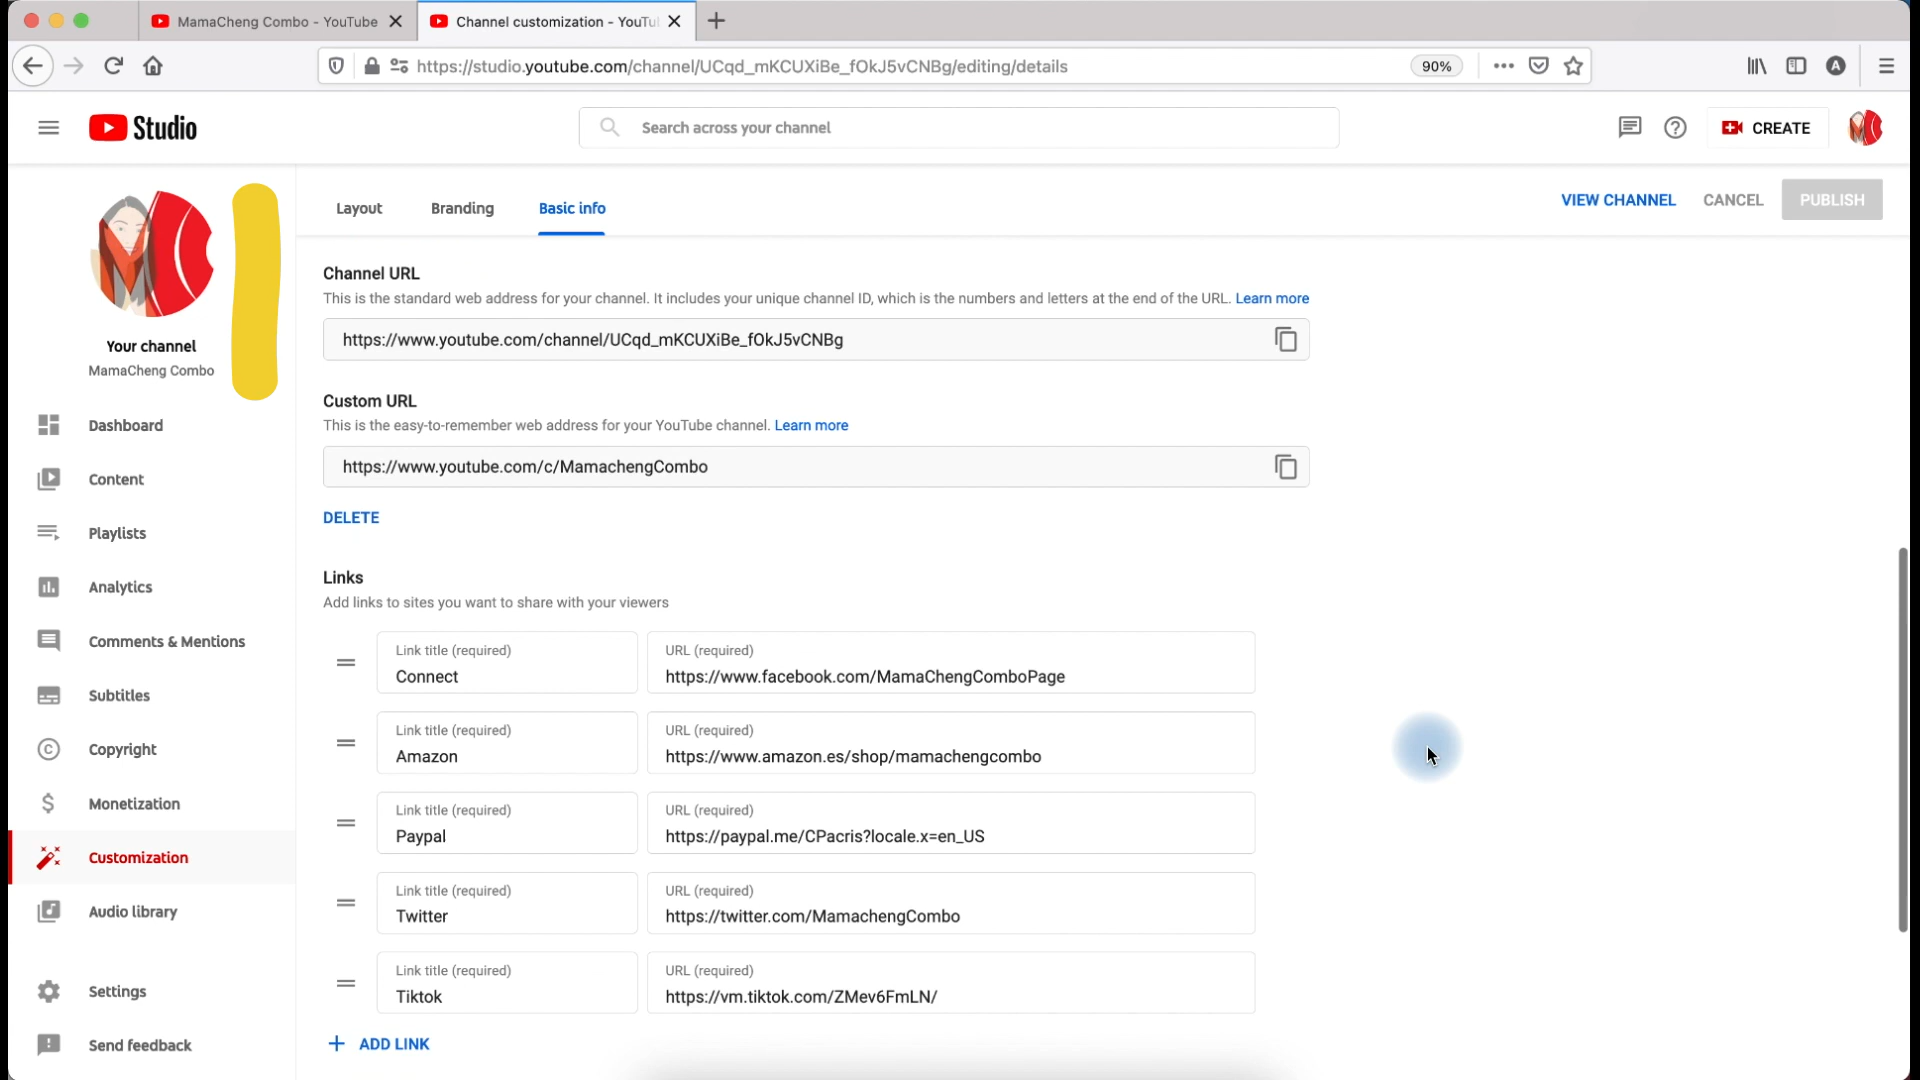 MamaCheng Combo - YouTube
Channel customization - YouTu
https://studio.youtube.com/channel/UCqd_mKCUXiBe_fOkJ5vCNBg/editing/details
90%
A
Studio
Search across your channel
CREATE
Layout
Branding
Basic info
VIEW CHANNEL
CANCEL
PUBLISH
Your channel
MamaCheng Combo
Dashboard
Content
Playlists
Analytics
Comments & Mentions
Subtitles
Copyright
Monetization
Customization
Audio library
Settings
Send feedback
Channel URL
This is the standard web address for your channel. It includes your unique channel ID, which is the numbers and letters at the end of the URL. Learn more
https://www.youtube.com/channel/UCqd_mKCUXiBe_fOkJ5vCNBg
Custom URL
This is the easy-to-remember web address for your YouTube channel. Learn more
https://www.youtube.com/c/MamachengCombo
DELETE
Links
Add links to sites you want to share with your viewers
Link title (required)
Connect
URL (required)
https://www.facebook.com/MamaChengComboPage
Link title (required)
Amazon
URL (required)
https://www.amazon.es/shop/mamachengcombo
Link title (required)
Paypal
URL (required)
https://paypal.me/CPacris?locale.x=en_US
Link title (required)
Twitter
URL (required)
https://twitter.com/MamachengCombo
Link title (required)
Tiktok
URL (required)
https://vm.tiktok.com/ZMev6FmLN/
ADD LINK